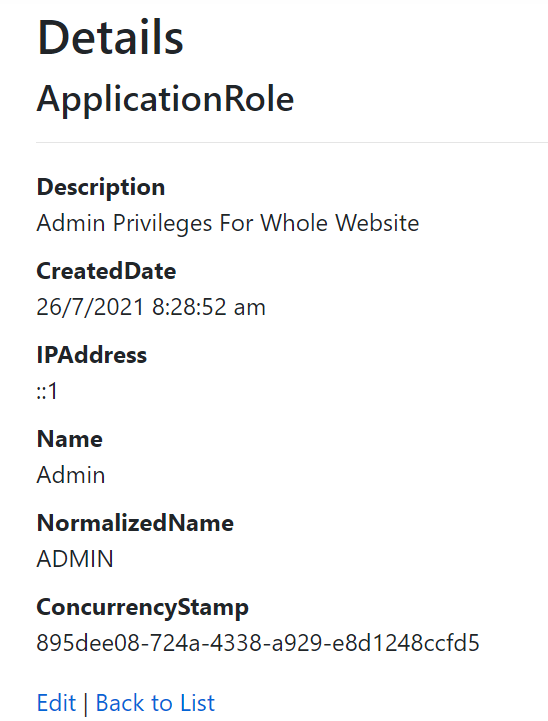 Details
ApplicationRole
Description
Admin Privileges For Whole Website
CreatedDate
26/7/2021 8:28:52 am
IPAddress
::1
Name
Admin
NormalizedName
ADMIN
ConcurrencyStamp
895dee08-724a-4338-a929-e8d1248ccfd5
Edit | Back to List